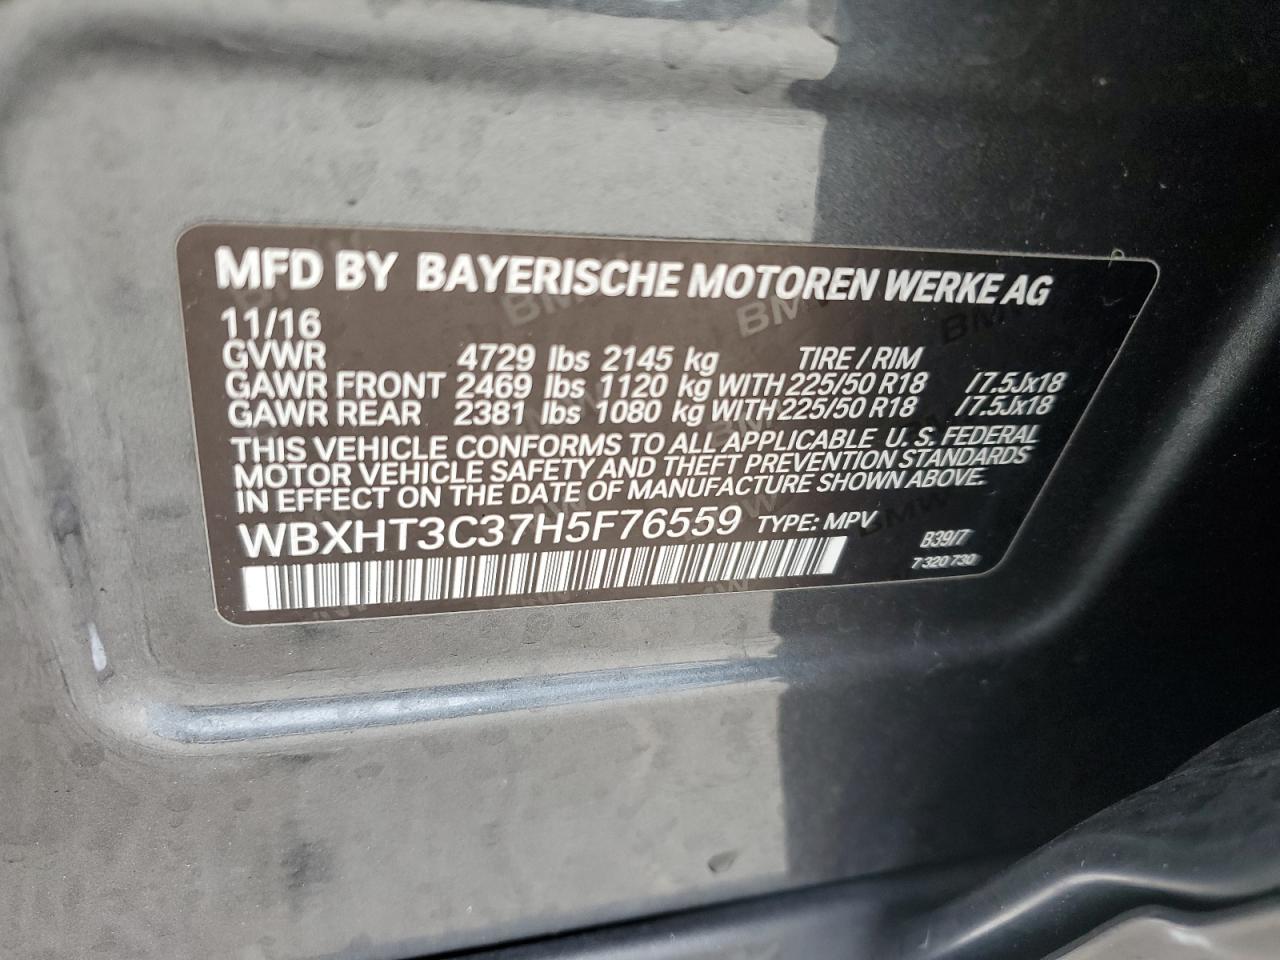 MFD BY BAYERISCHE MOTOREN WERKE AG
11/16
GVWR 4729 lbs 2145 kg TIRE / RIM
GAWR FRONT 2469 lbs 1120 kg WITH 225/50 R18 /7.5Jx18
GAWR REAR 2381 lbs 1080 kg WITH 225/50 R18 /7.5Jx18
THIS VEHICLE CONFORMS TO ALL APPLICABLE U. S. FEDERAL
MOTOR VEHICLE SAFETY AND THEFT PREVENTION STANDARDS
IN EFFECT ON THE DATE OF MANUFACTURE SHOWN ABOVE.
WBXHT3C37H5F76559 TYPE: MPV
B39/7
7 320 730